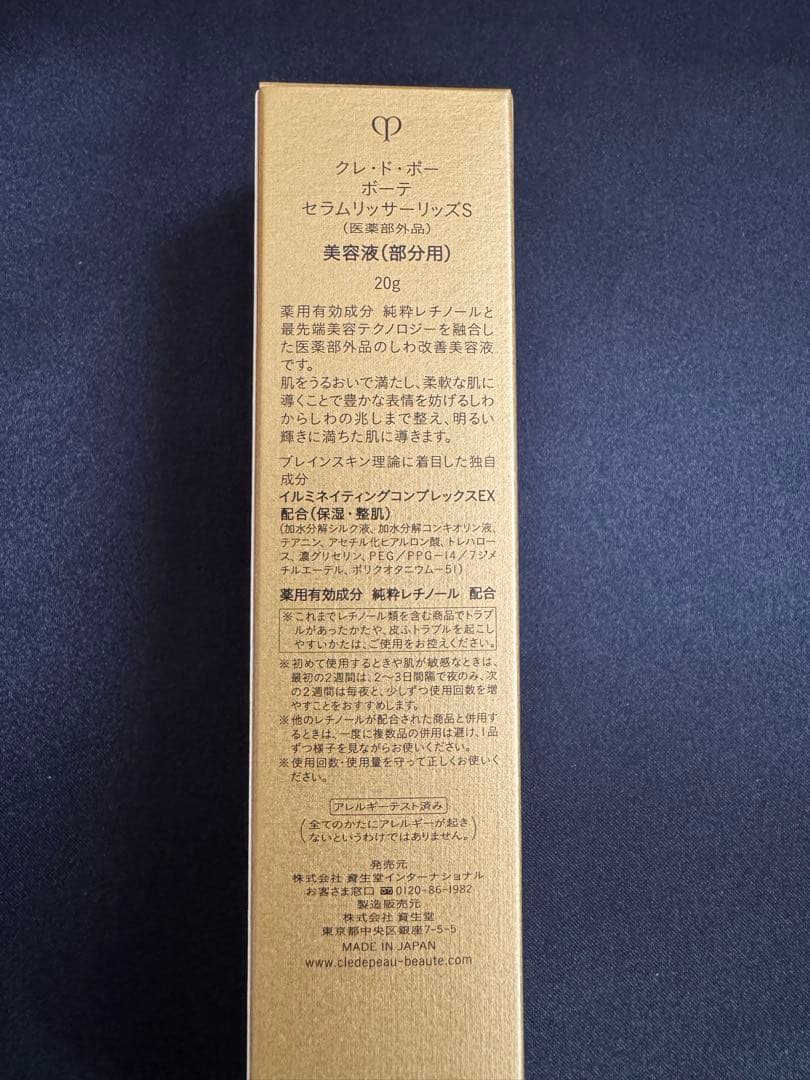 クレ・ド・ポー
ボーテ
セラムリッサーリッズS
(医薬部外品)
美容液(部分用)
20g
薬用有効成分 純粋レチノールと
最先端美容テクノロジーを融合し
た医薬部外品のしわ改善美容液
です。
肌をうるおいで満たし、柔軟な肌に
導くことで豊かな表情を妨げるしわ
からしわの兆しまで整え、明るい
輝きに満ちた肌に導きます。
ブレインスキン理論に着目した独自
成分
イルミネイティングコンプレックスEX
配合(保湿・整肌)
(加水分解シルク液、加水分解コンキオリン液、
テアニン、アセチル化ヒアルロン酸、トレハロー
ス、濃グリセリン、PEG/PPG-14/7ジメ
チルエーテル、ポリクオタニウム-51)
薬用有効成分 純粋レチノール 配合
※これまでレチノール類を含む商品でトラブ
ルがあったかたや、皮ふトラブルを起こし
やすいかたは、ご使用をお控えください。
※初めて使用するときや肌が敏感なときは、
最初の2週間は、2〜3日間隔で夜のみ、次
の2週間は毎夜と、少しずつ使用回数を増
やすことをおすすめします。
※他のレチノールが配合された商品と併用す
るときは、一度に複数品の併用は避け、1品
ずつ様子を見ながらお使いください。
※使用回数・使用量を守って正しくお使いく
ださい。
アレルギーテスト済み
(全てのかたにアレルギーが起き
ないというわけではありません。)
発売元
株式会社 資生堂インターナショナル
お客さま窓口 0120-86-1982
製造販売元
株式会社 資生堂
東京都中央区銀座7-5-5
MADE IN JAPAN
www.cledepeau-beaute.com